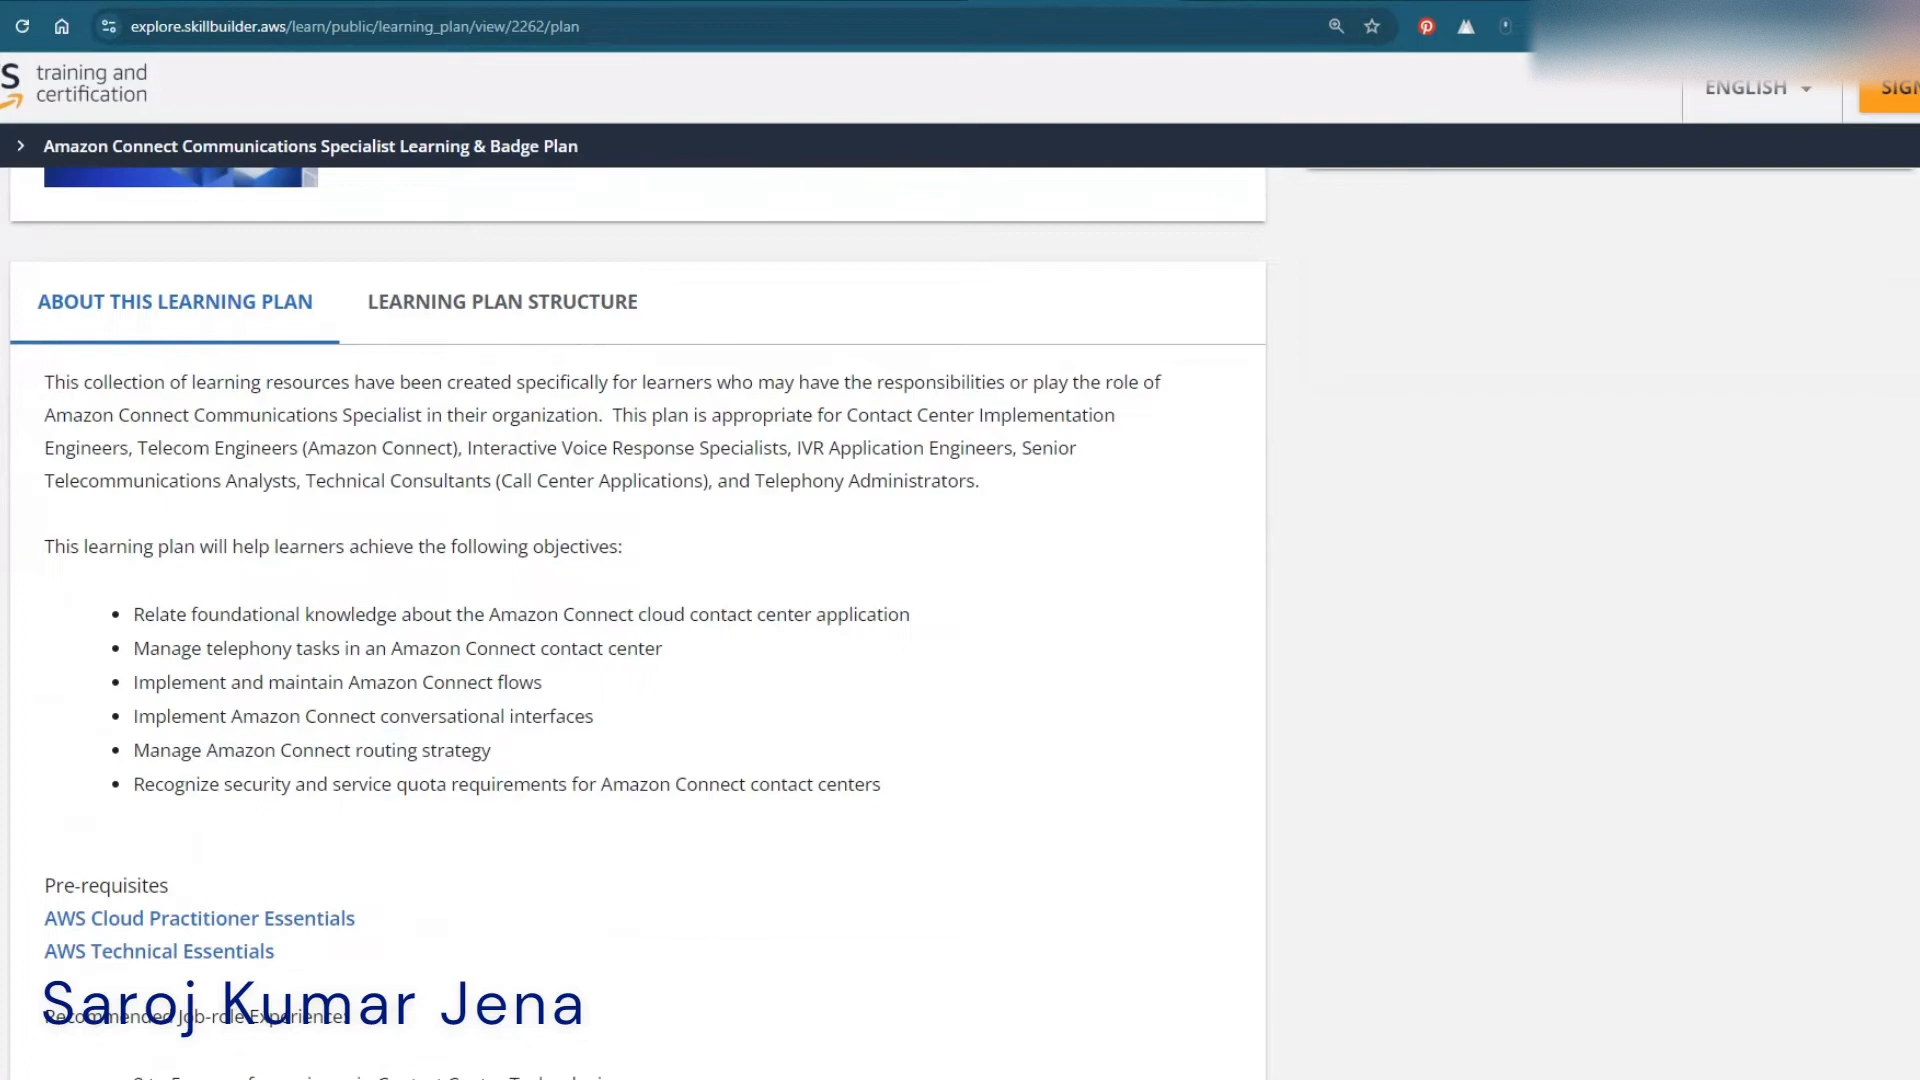 explore.skillbuilder.aws/learn/public/learning_plan/view/2262/plan
training and
certification
ENGLISH
Amazon Connect Communications Specialist Learning & Badge Plan
ABOUT THIS LEARNING PLAN
LEARNING PLAN STRUCTURE
This collection of learning resources have been created specifically for learners who may have the responsibilities or play the role of
Amazon Connect Communications Specialist in their organization.  This plan is appropriate for Contact Center Implementation
Engineers, Telecom Engineers (Amazon Connect), Interactive Voice Response Specialists, IVR Application Engineers, Senior
Telecommunications Analysts, Technical Consultants (Call Center Applications), and Telephony Administrators.
This learning plan will help learners achieve the following objectives:
• Relate foundational knowledge about the Amazon Connect cloud contact center application
• Manage telephony tasks in an Amazon Connect contact center
• Implement and maintain Amazon Connect flows
• Implement Amazon Connect conversational interfaces
• Manage Amazon Connect routing strategy
• Recognize security and service quota requirements for Amazon Connect contact centers
Pre-requisites
AWS Cloud Practitioner Essentials
AWS Technical Essentials
Saroj Kumar Jena
Recommended Job-role Experience: